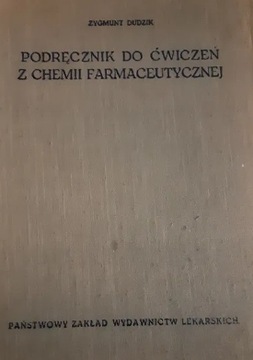 ZYGMUNT DUDZIK
PODRĘCZNIK DO ĆWICZEŃ
Z CHEMII FARMACEUTYCZNEJ
PAŃSTWOWY ZAKŁAD WYDAWNICTW LEKARSKICH